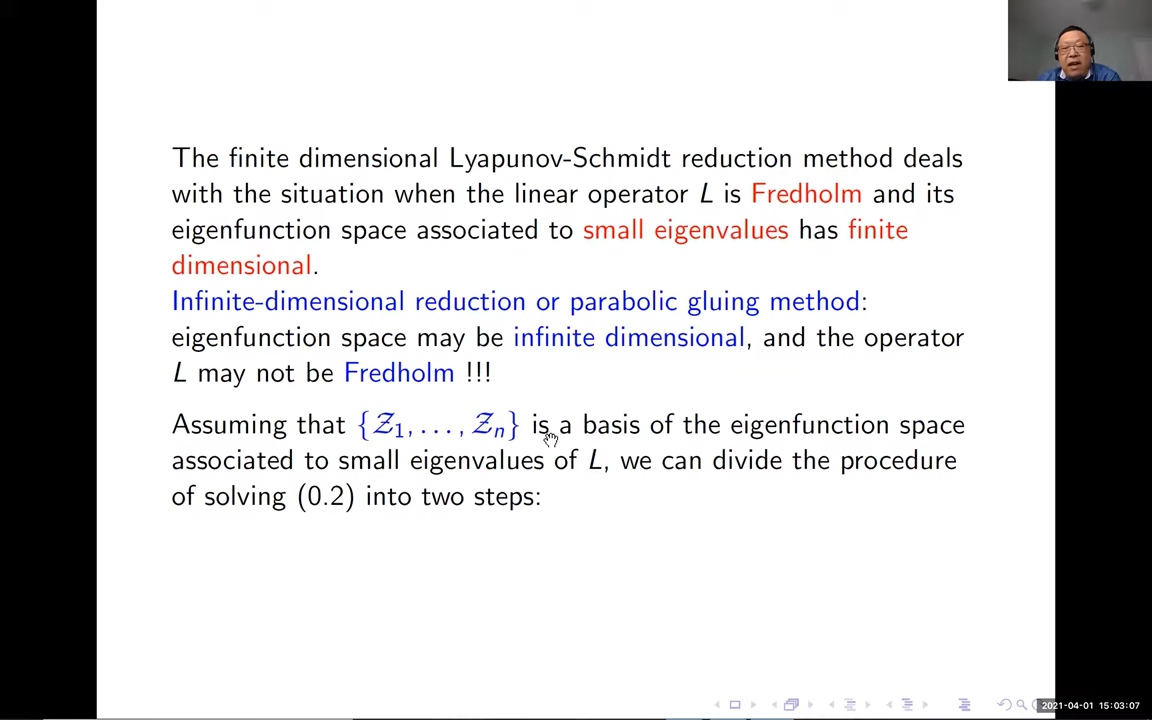 The finite dimensional Lyapunov-Schmidt reduction method deals
with the situation when the linear operator L is Fredholm and its
eigenfunction space associated to small eigenvalues has finite
dimensional.
Infinite-dimensional reduction or parabolic gluing method:
eigenfunction space may be infinite dimensional, and the operator
L may not be Fredholm !!!
Assuming that {𝒵₁, . . . , 𝒵ₙ} is a basis of the eigenfunction space
associated to small eigenvalues of L, we can divide the procedure
of solving (0.2) into two steps:
2021-04-01 15:03:07